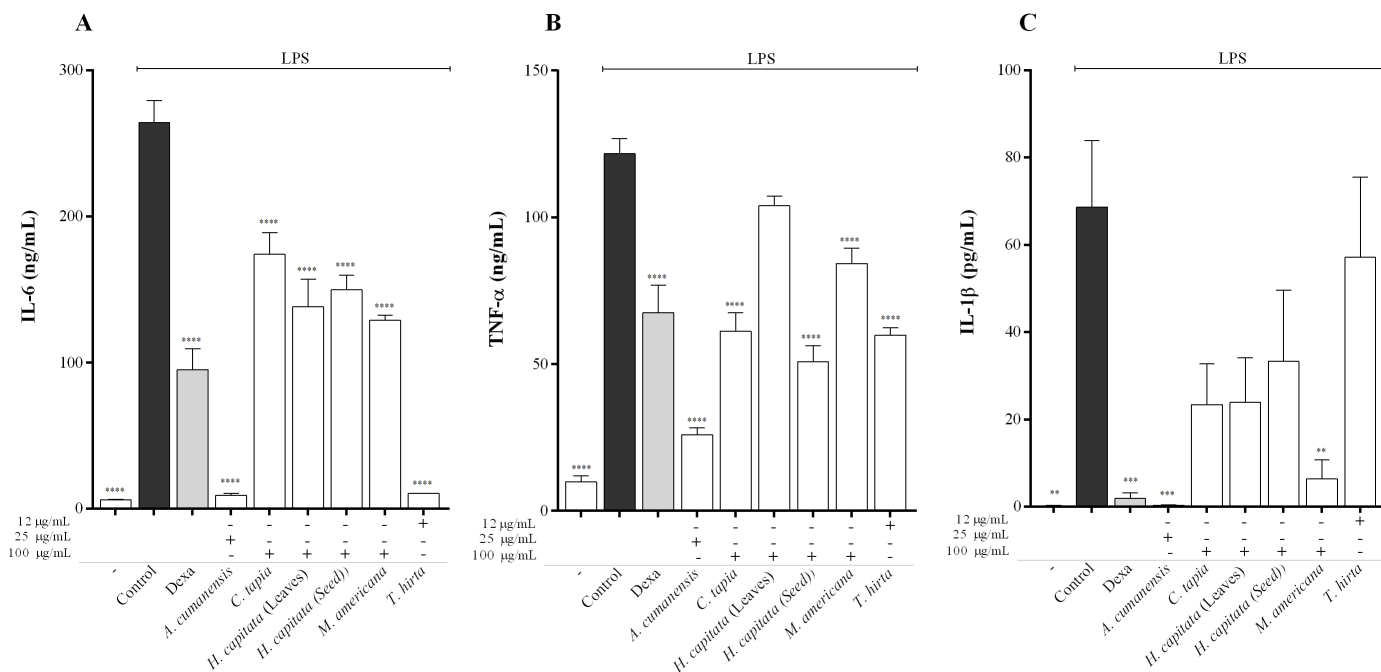 A
LPS
IL-6 (ng/mL)
300
200
100
0
****
****
****
****
****
****
****
****
12 μg/mL - - - - - +
25 μg/mL + - - - - -
100 μg/mL - + + + + -
-
Control
Dexa
A. cumanensis
C. tapia
H. capitata (Leaves)
H. capitata (Seed))
M. americana
T. hirta
B
LPS
TNF-α (ng/mL)
150
100
50
0
****
****
****
****
****
****
****
12 μg/mL - - - - - +
25 μg/mL + - - - - -
100 μg/mL - + + + + -
-
Control
Dexa
A. cumanensis
C. tapia
H. capitata (Leaves)
H. capitata (Seed))
M. americana
T. hirta
C
LPS
IL-1β (pg/mL)
100
80
60
40
20
0
**
***
***
**
12 μg/mL - - - - - +
25 μg/mL + - - - - -
100 μg/mL - + + + + -
-
Control
Dexa
A. cumanensis
C. tapia
H. capitata (Leaves)
H. capitata (Seed))
M. americana
T. hirta